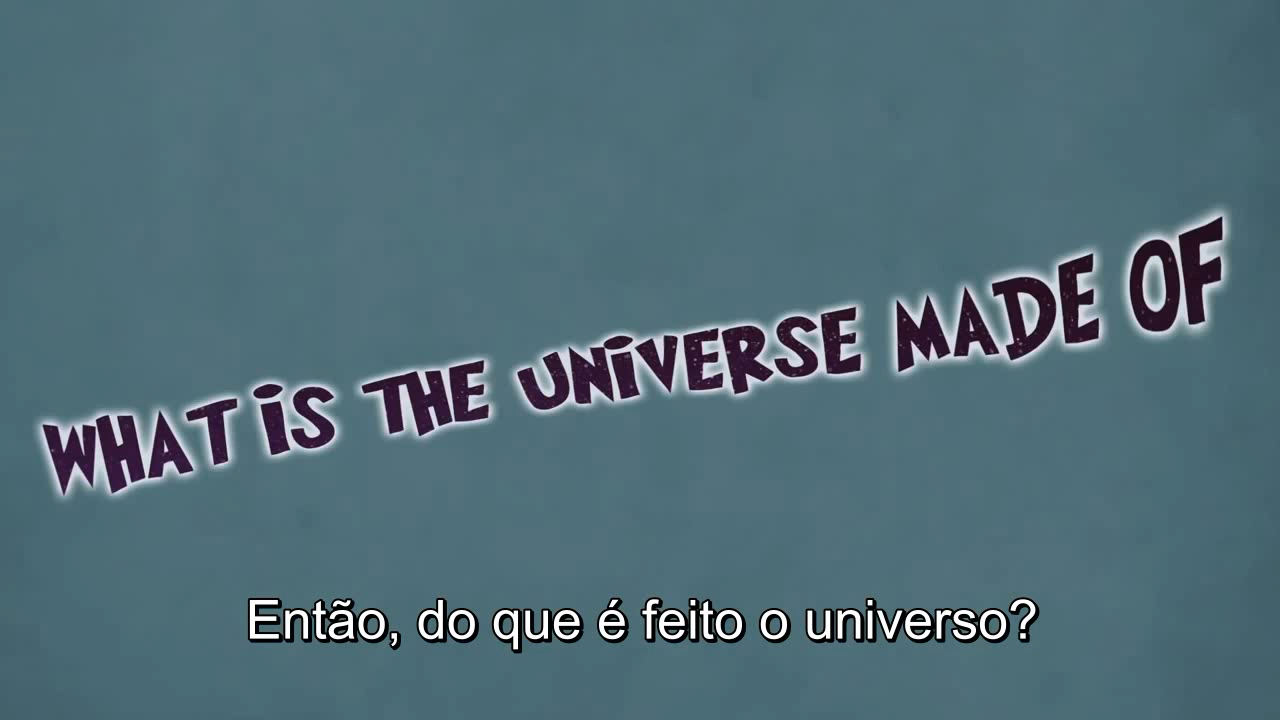 WHAT iS THE UNiVERSE MADE OF
Então, do que é feito o universo?